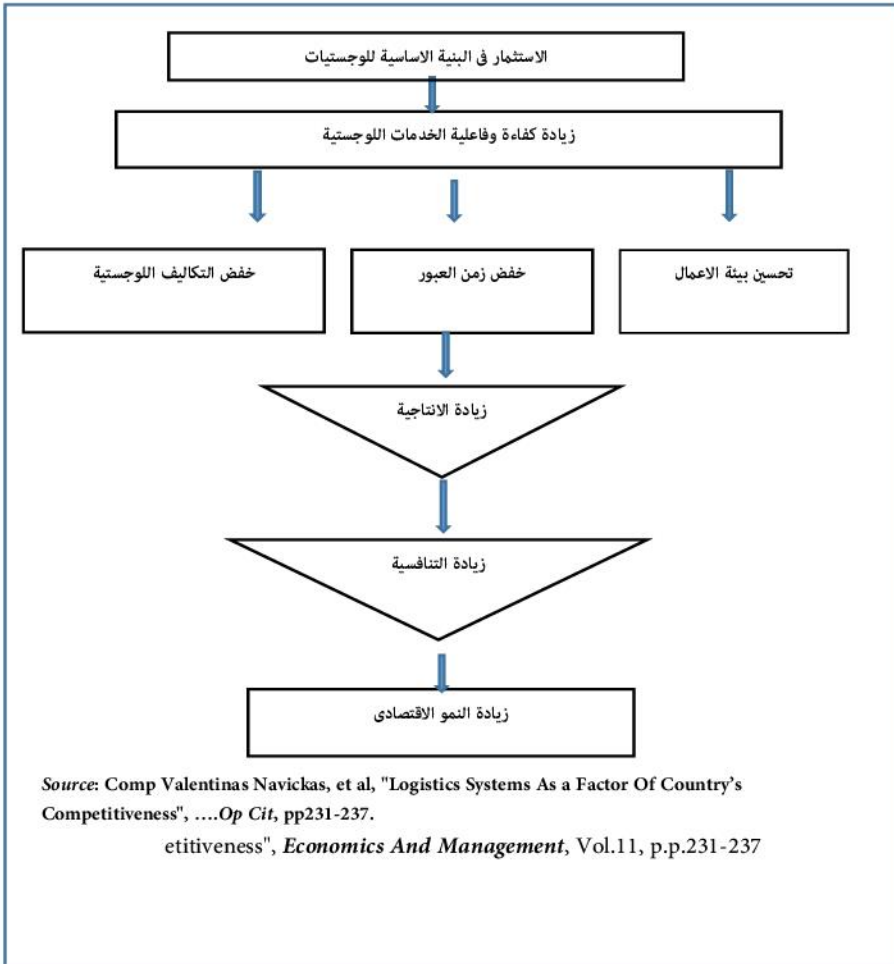 الاستثمار فى البنية الاساسية للوجستيات
زيادة كفاءة وفاعلية الخدمات اللوجستية
تحسين بيئة الاعمال
خفض زمن العبور
خفض التكاليف اللوجستية
زيادة الانتاجية
زيادة التنافسية
زيادة النمو الاقتصادى
Source: Comp Valentinas Navickas, et al, "Logistics Systems As a Factor Of Country's
Competitiveness", ....Op Cit, pp231-237.
etitiveness", Economics And Management, Vol.11, p.p.231-237